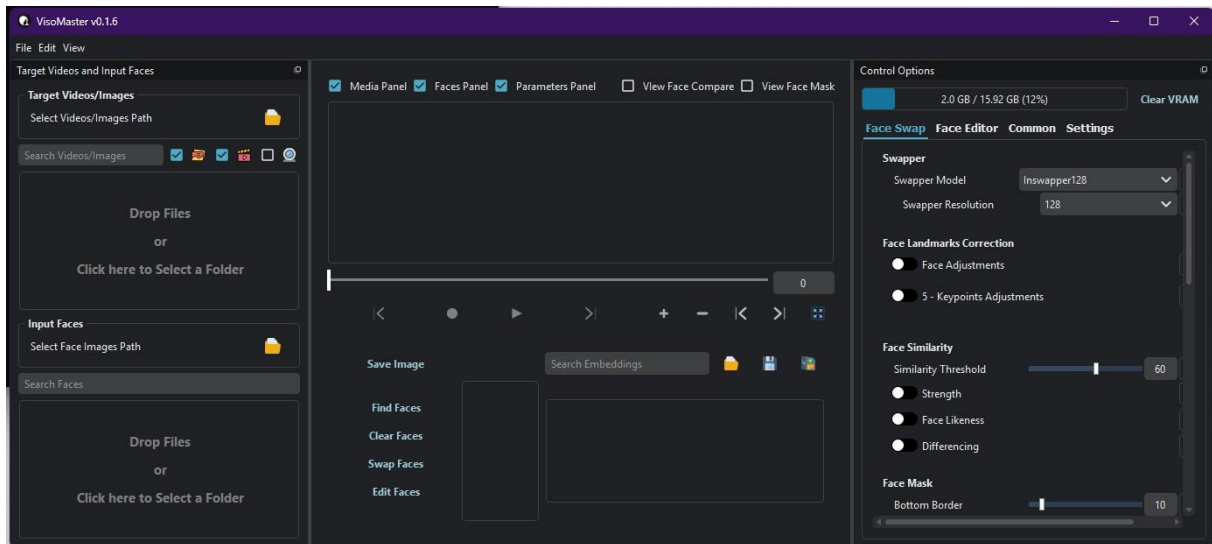 VisoMaster v0.1.6
File Edit View
Target Videos and Input Faces
Target Videos/Images
Select Videos/Images Path
Search Videos/Images
Drop Files
or
Click here to Select a Folder
Input Faces
Select Face Images Path
Search Faces
Drop Files
or
Click here to Select a Folder
Media Panel Faces Panel Parameters Panel View Face Compare View Face Mask
0
Save Image
Search Embeddings
Find Faces
Clear Faces
Swap Faces
Edit Faces
Control Options
2.0 GB / 15.92 GB (12%) Clear VRAM
Face Swap Face Editor Common Settings
Swapper
Swapper Model Inswapper128
Swapper Resolution 128
Face Landmarks Correction
Face Adjustments
5 - Keypoints Adjustments
Face Similarity
Similarity Threshold 60
Strength
Face Likeness
Differencing
Face Mask
Bottom Border 10